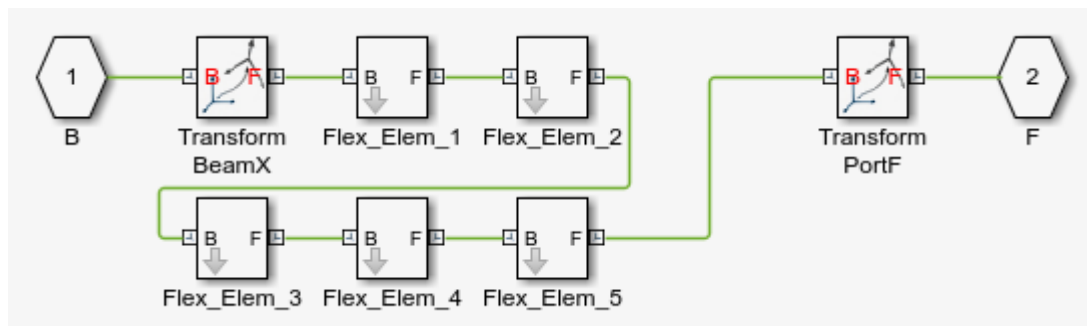 1
B F
B F
B F
B F
2
B
Transform
BeamX
Flex_Elem_1
Flex_Elem_2
Transform
PortF
F
B F
B F
B F
Flex_Elem_3
Flex_Elem_4
Flex_Elem_5